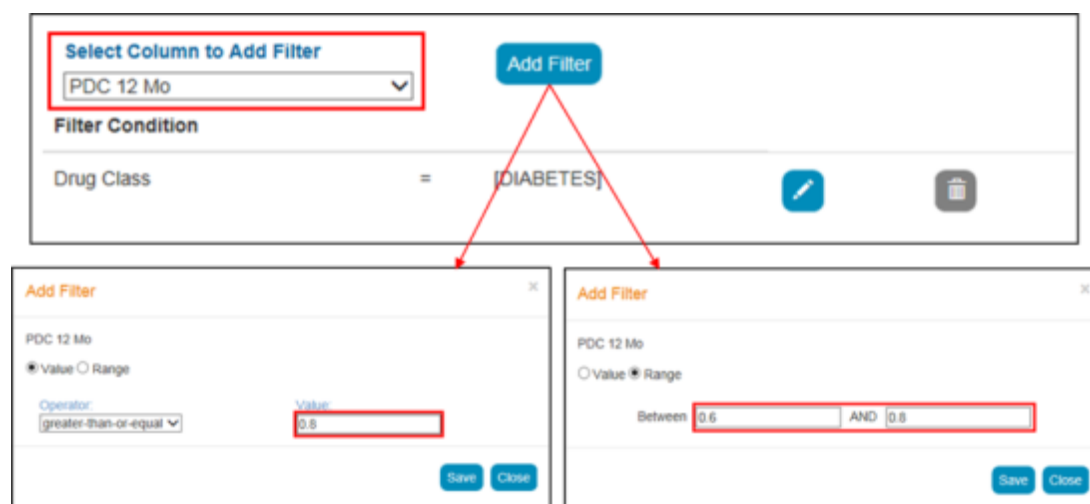 Select Column to Add Filter
PDC 12 Mo
Add Filter
Filter Condition
Drug Class = [DIABETES]
Add Filter ×
PDC 12 Mo
Value Range
Operator: Value:
greater-than-or-equal 0.8
Save Close
Add Filter ×
PDC 12 Mo
Value Range
Between 0.6 AND 0.8
Save Close